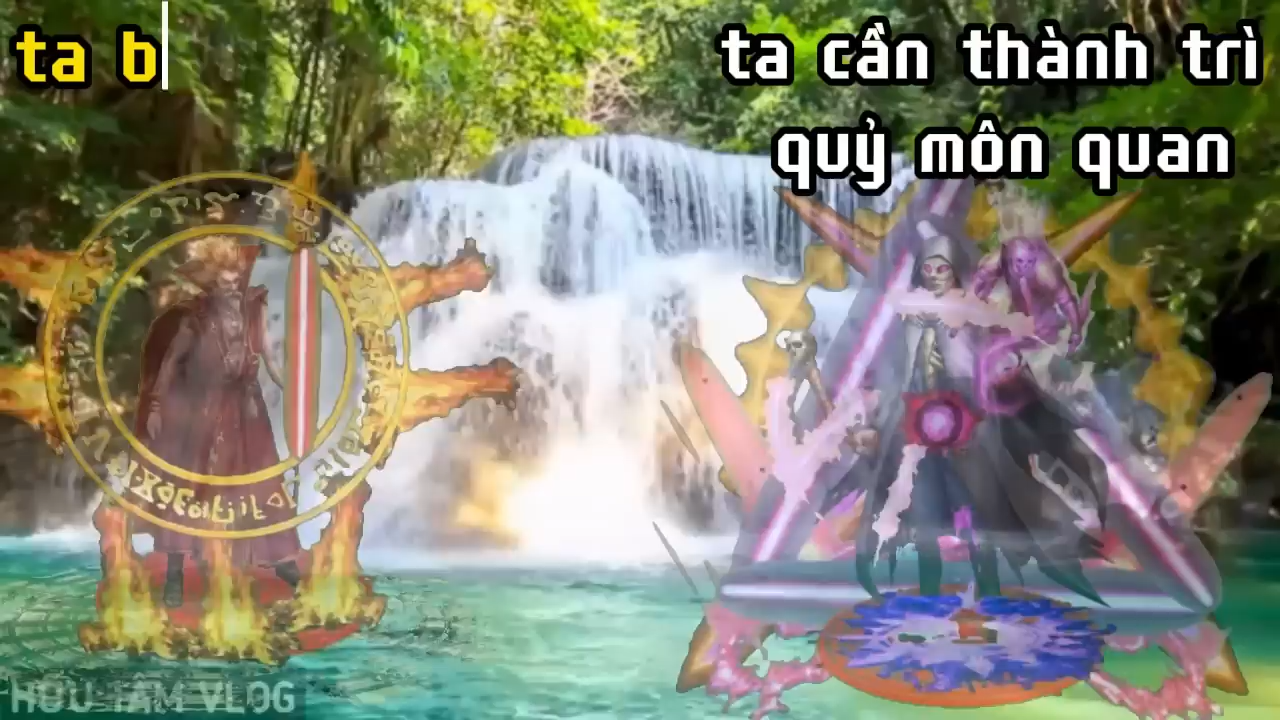 ta b
ta cần thành trì
quỷ môn quan
HỮU TÂM VLOG